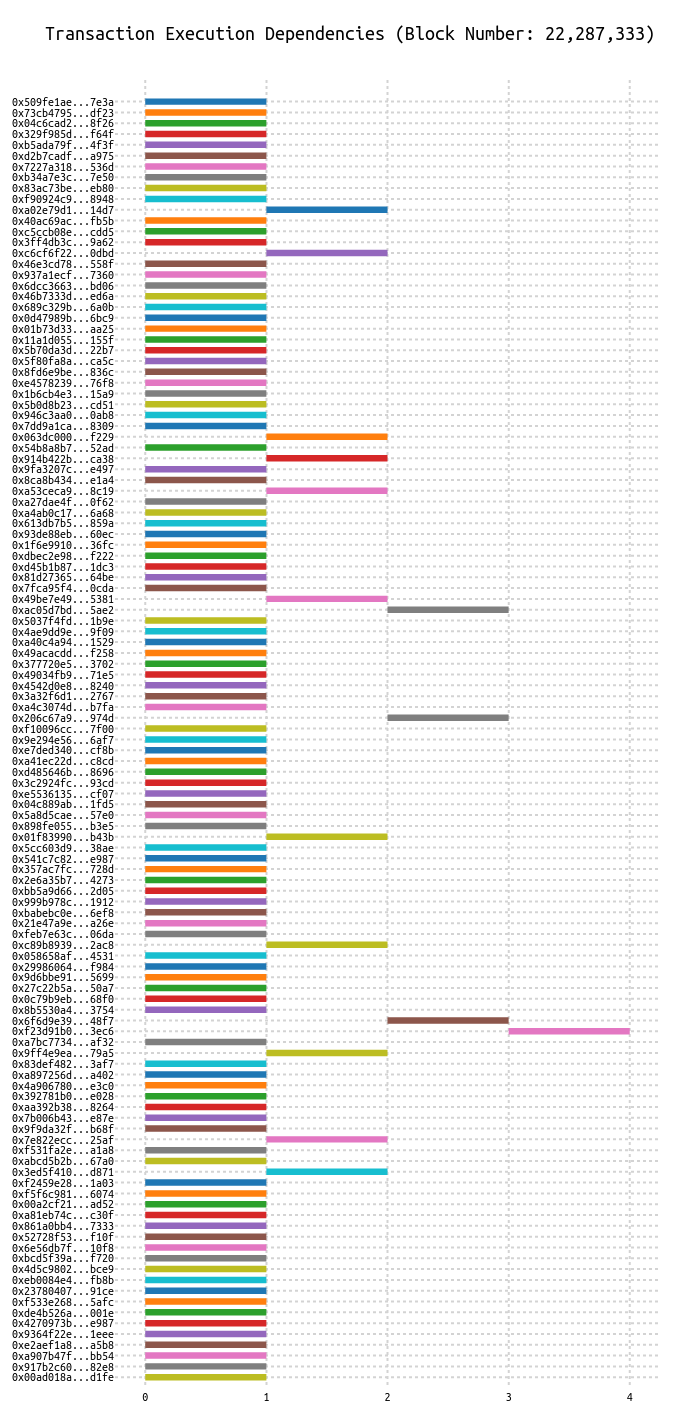 Transaction Execution Dependencies (Block Number: 22,287,333)
0x509fe1ae...7e3a
0x73cb4795...df23
0x04c6cad2...8f26
0x329f985d...f64f
0xb5ada79f...4f3f
0xd2b7cadf...a975
0x7227a318...536d
0xb34a7e3c...7e50
0x83ac73be...eb80
0xf90924c9...8948
0xa02e79d1...14d7
0x40ac69ac...fb5b
0xc5ccb08e...cdd5
0x3ff4db3c...9a62
0xc6cf6f22...0dbd
0x46e3cd78...558f
0x937a1ecf...7360
0x6dcc3663...bd06
0x46b7333d...ed6a
0x689c329b...6a0b
0x0d47989b...6bc9
0x01b73d33...aa25
0x11a1d055...155f
0x5b70da3d...22b7
0x5f80fa8a...ca5c
0x8fd6e9be...836c
0xe4578239...76f8
0x1b6cb4e3...15a9
0x5b0d8b23...cd51
0x946c3aa0...0ab8
0x7dd9a1ca...8309
0x063dc000...f229
0x54b8a8b7...52ad
0x914b422b...ca38
0x9fa3207c...e497
0x8ca8b434...e1a4
0xa53ceca9...8c19
0xa27dae4f...0f62
0xa4ab0c17...6a68
0x613db7b5...859a
0x93de88eb...60ec
0x1f6e9910...36fc
0xdbec2e98...f222
0xd45b1b87...1dc3
0x81d27365...64be
0x7fca95f4...0cda
0x49be7e49...5381
0xac05d7bd...5ae2
0x5037f4fd...1b9e
0x4ae9dd9e...9f09
0xa40c4a94...1529
0x49acacdd...f258
0x377720e5...3702
0x49034fb9...71e5
0x4542d0e8...8240
0x3a32f6d1...2767
0xa4c3074d...b7fa
0x206c67a9...974d
0xf10096cc...7f00
0x9e294e56...6af7
0xe7ded340...cf8b
0xa41ec22d...c8cd
0xd485646b...8696
0x3c2924fc...93cd
0xe5536135...cf07
0x04c889ab...1fd5
0x5a8d5cae...57e0
0x898fe055...b3e5
0x01f83990...b43b
0x5cc603d9...38ae
0x541c7c82...e987
0x357ac7fc...728d
0x2e6a35b7...4273
0xbb5a9d66...2d05
0x999b978c...1912
0xbabebc0e...6ef8
0x21e47a9e...a26e
0xfeb7e63c...06da
0xc89b8939...2ac8
0x058658af...4531
0x29986064...f984
0x9d6bbe91...5699
0x27c22b5a...50a7
0x0c79b9eb...68f0
0x8b5530a4...3754
0x6f6d9e39...48f7
0xf23d91b0...3ec6
0xa7bc7734...af32
0x9ff4e9ea...79a5
0x83def482...3af7
0xa897256d...a402
0x4a906780...e3c0
0x392781b0...e028
0xaa392b38...8264
0x7b006b43...e87e
0x9f9da32f...b68f
0x7e822ecc...25af
0xf531fa2e...a1a8
0xabcd5b2b...67a0
0x3ed5f410...d871
0xf2459e28...1a03
0xf5f6c981...6074
0x00a2cf21...ad52
0xa81eb74c...c30f
0x861a0bb4...7333
0x52728f53...f10f
0x6e56db7f...10f8
0xbcd5f39a...f720
0x4d5c9802...bce9
0xeb0084e4...fb8b
0x23780407...91ce
0xf533e268...5afc
0xde4b526a...001e
0x4270973b...e987
0x9364f22e...1eee
0xe2aef1a8...a5b8
0xa907b47f...bb54
0x917b2c60...82e8
0x00ad018a...d1fe
0 1 2 3 4